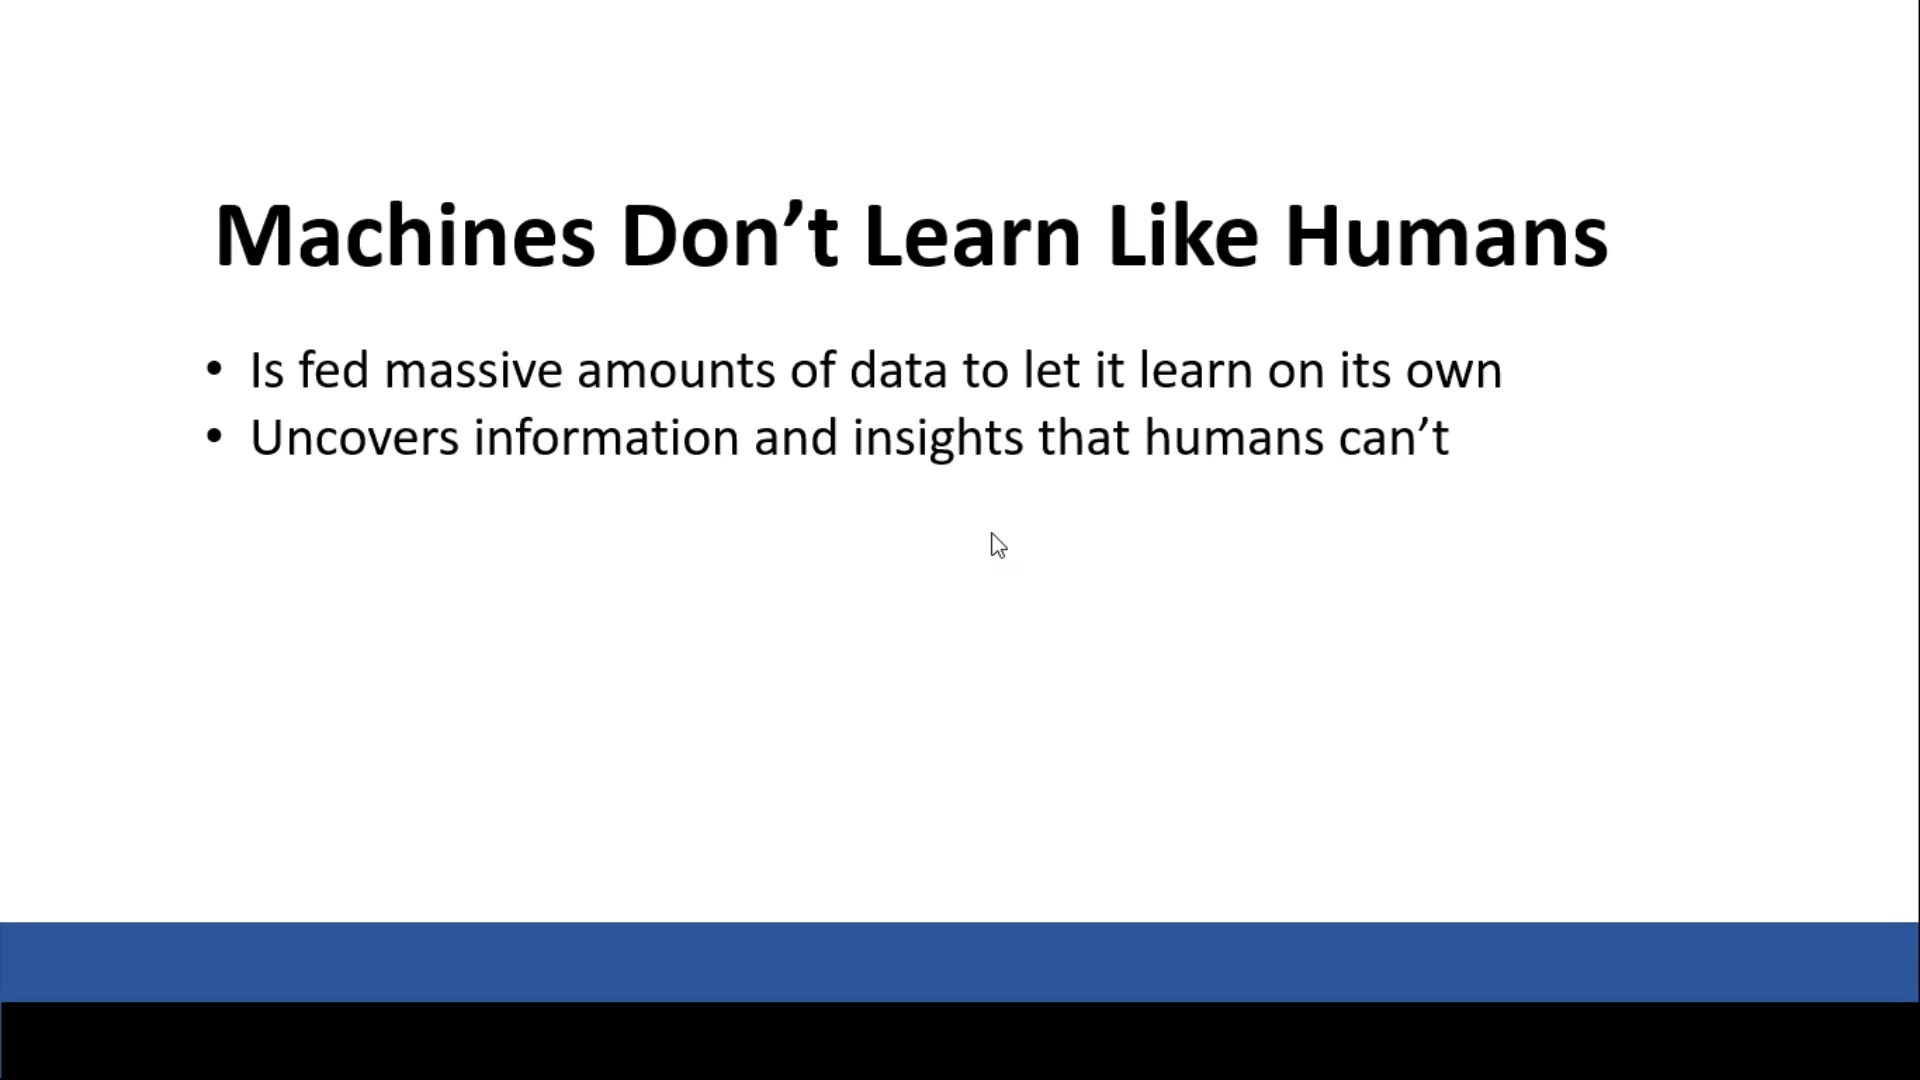 Machines Don’t Learn Like Humans
• Is fed massive amounts of data to let it learn on its own
• Uncovers information and insights that humans can’t